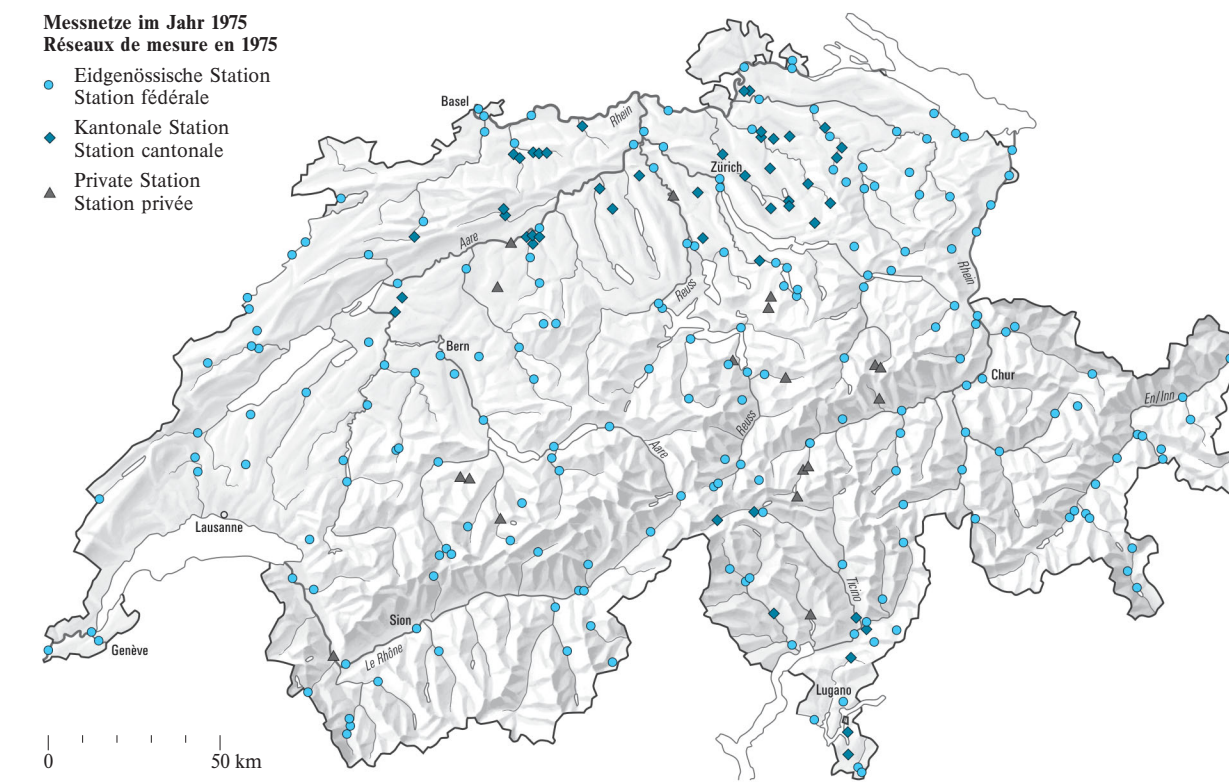 Messnetze im Jahr 1975
Réseaux de mesure en 1975
Eidgenössische Station
Station fédérale
Kantonale Station
Station cantonale
Private Station
Station privée
Basel
Rhein
Zürich
Aare
Reuss
Rhein
Bern
Chur
En/Inn
Reuss
Aare
Lausanne
Ticino
Sion
Le Rhône
Genève
Lugano
0 50 km